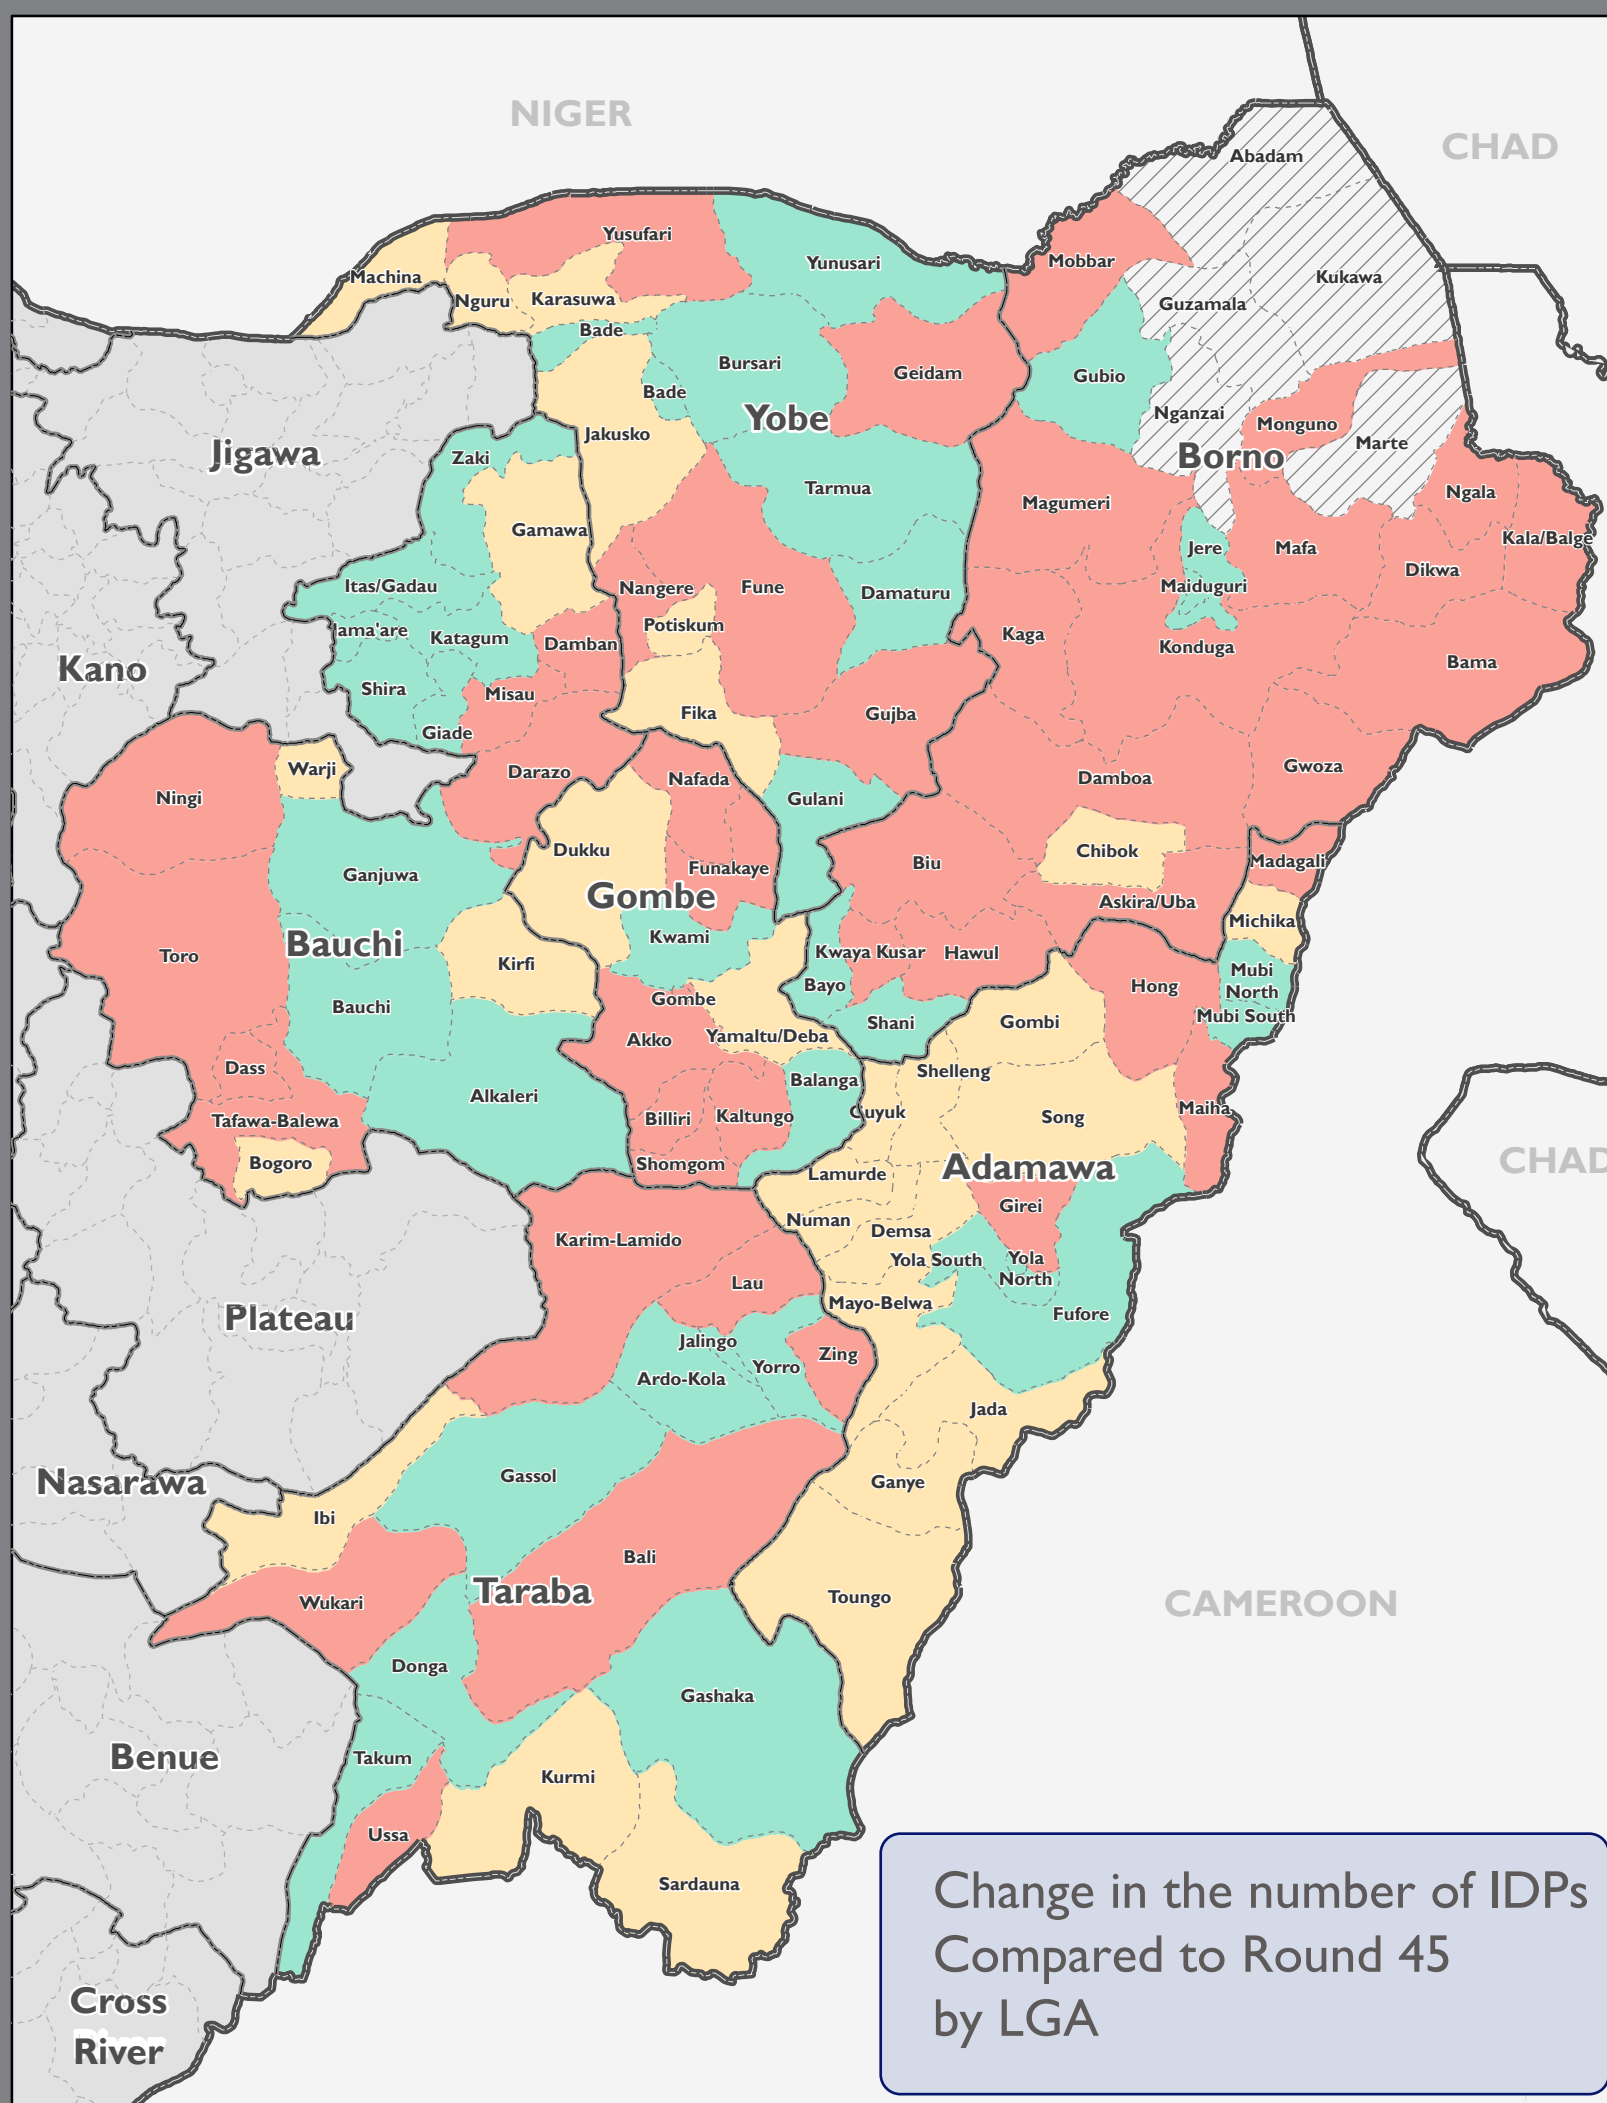 NIGER
CHAD
Abadam
Yusufari
Yunusari
Mobbar
Machina
Kukawa
Nguru
Karasuwa
Guzamala
Bade
Bursari
Geidam
Gubio
Bade
Yobe
Nganzai
Monguno
Jakusko
Marte
Jigawa
Zaki
Borno
Tarmua
Magumeri
Ngala
Gamawa
Kala/Balge
Jere
Mafa
Dikwa
Itas/Gadau
Nangere
Fune
Damaturu
Maiduguri
Jama'are
Katagum
Potiskum
Damban
Kaga
Konduga
Kano
Bama
Shira
Misau
Fika
Gujba
Giade
Warji
Darazo
Nafada
Damboa
Gwoza
Ningi
Gulani
Dukku
Chibok
Ganjuwa
Funakaye
Biu
Madagali
Gombe
Askira/Uba
Michika
Kwami
Bauchi
Toro
Kirfi
Kwaya Kusar
Hawul
Mubi
North
Bayo
Hong
Bauchi
Gombe
Shani
Gombi
Mubi South
Akko
Yamaltu/Deba
Dass
Balanga
Shelleng
Alkaleri
Guyuk
Maiha
Tafawa-Balewa
Billiri
Kaltungo
Song
Bogoro
Shomgom
Lamurde
Adamawa
CHAD
Girei
Numan
Demsa
Karim-Lamido
Yola South
Yola
North
Lau
Mayo-Belwa
Fufore
Plateau
Jalingo
Zing
Yorro
Ardo-Kola
Jada
Nasarawa
Gassol
Ganye
Ibi
Bali
Taraba
Toungo
CAMEROON
Wukari
Donga
Gashaka
Benue
Takum
Kurmi
Ussa
Sardauna
Change in the number of IDPs
Compared to Round 45
by LGA
Cross
River